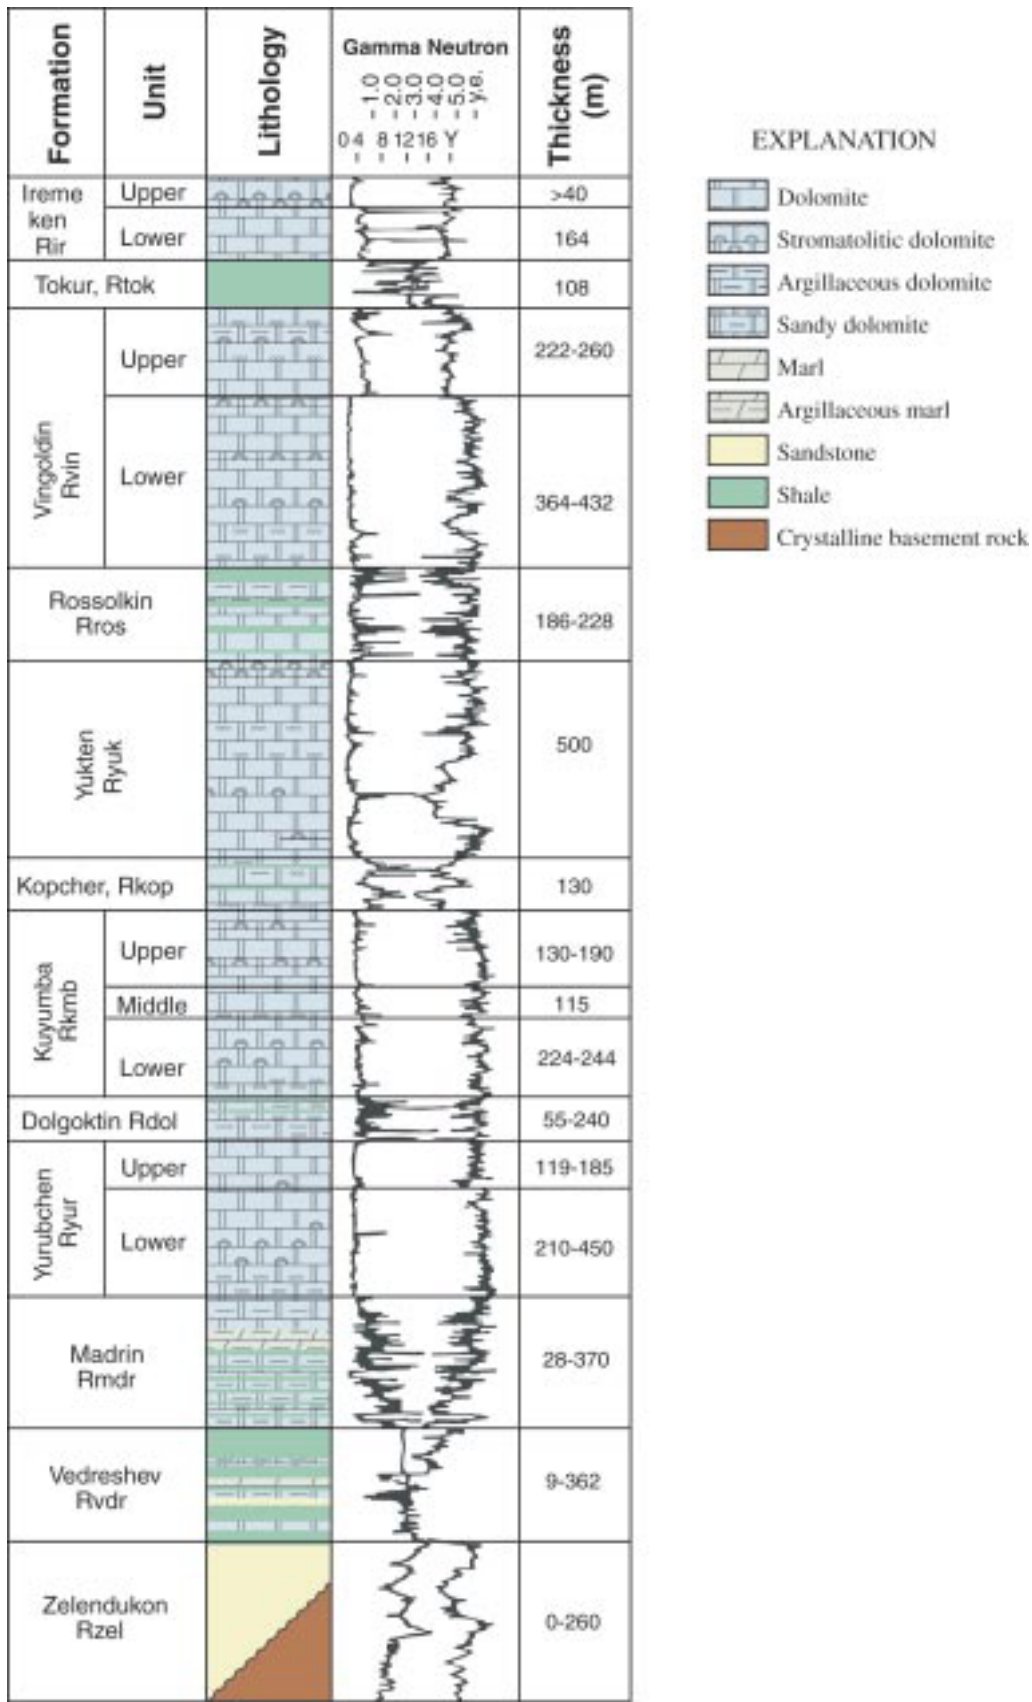 Formation
Unit
Lithology
Gamma Neutron
1.0 2.0 3.0 4.0 5.0 y.e.
0 4 8 12 16 Y
Thickness
(m)
Ireme
ken
Rir
Upper
>40
Lower
164
Tokur, Rtok
108
Vingoldin
Rvin
Upper
222-260
Lower
364-432
Rossolkin
Rros
186-228
Yukten
Ryuk
500
Kopcher, Rkop
130
Kuyumba
Rkmb
Upper
130-190
Middle
115
Lower
224-244
Dolgoktin Rdol
55-240
Yurubchen
Ryur
Upper
119-185
Lower
210-450
Madrin
Rmdr
28-370
Vedreshev
Rvdr
9-362
Zelendukon
Rzel
0-260
EXPLANATION
Dolomite
Stromatolitic dolomite
Argillaceous dolomite
Sandy dolomite
Marl
Argillaceous marl
Sandstone
Shale
Crystalline basement rock